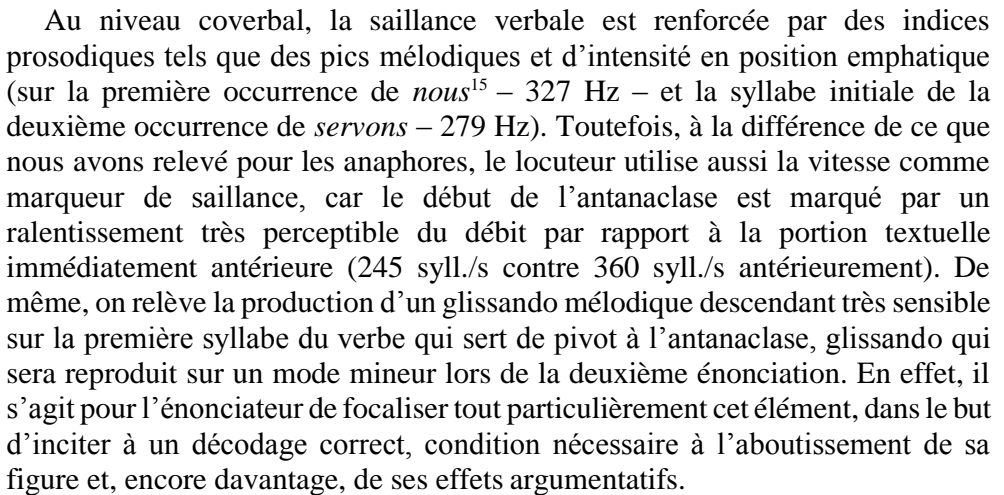 Au niveau coverbal, la saillance verbale est renforcée par des indices
prosodiques tels que des pics mélodiques et d’intensité en position emphatique
(sur la première occurrence de nous¹⁵ – 327 Hz – et la syllabe initiale de la
deuxième occurrence de servons – 279 Hz). Toutefois, à la différence de ce que
nous avons relevé pour les anaphores, le locuteur utilise aussi la vitesse comme
marqueur de saillance, car le début de l’antanaclase est marqué par un
ralentissement très perceptible du débit par rapport à la portion textuelle
immédiatement antérieure (245 syll./s contre 360 syll./s antérieurement). De
même, on relève la production d’un glissando mélodique descendant très sensible
sur la première syllabe du verbe qui sert de pivot à l’antanaclase, glissando qui
sera reproduit sur un mode mineur lors de la deuxième énonciation. En effet, il
s’agit pour l’énonciateur de focaliser tout particulièrement cet élément, dans le but
d’inciter à un décodage correct, condition nécessaire à l’aboutissement de sa
figure et, encore davantage, de ses effets argumentatifs.